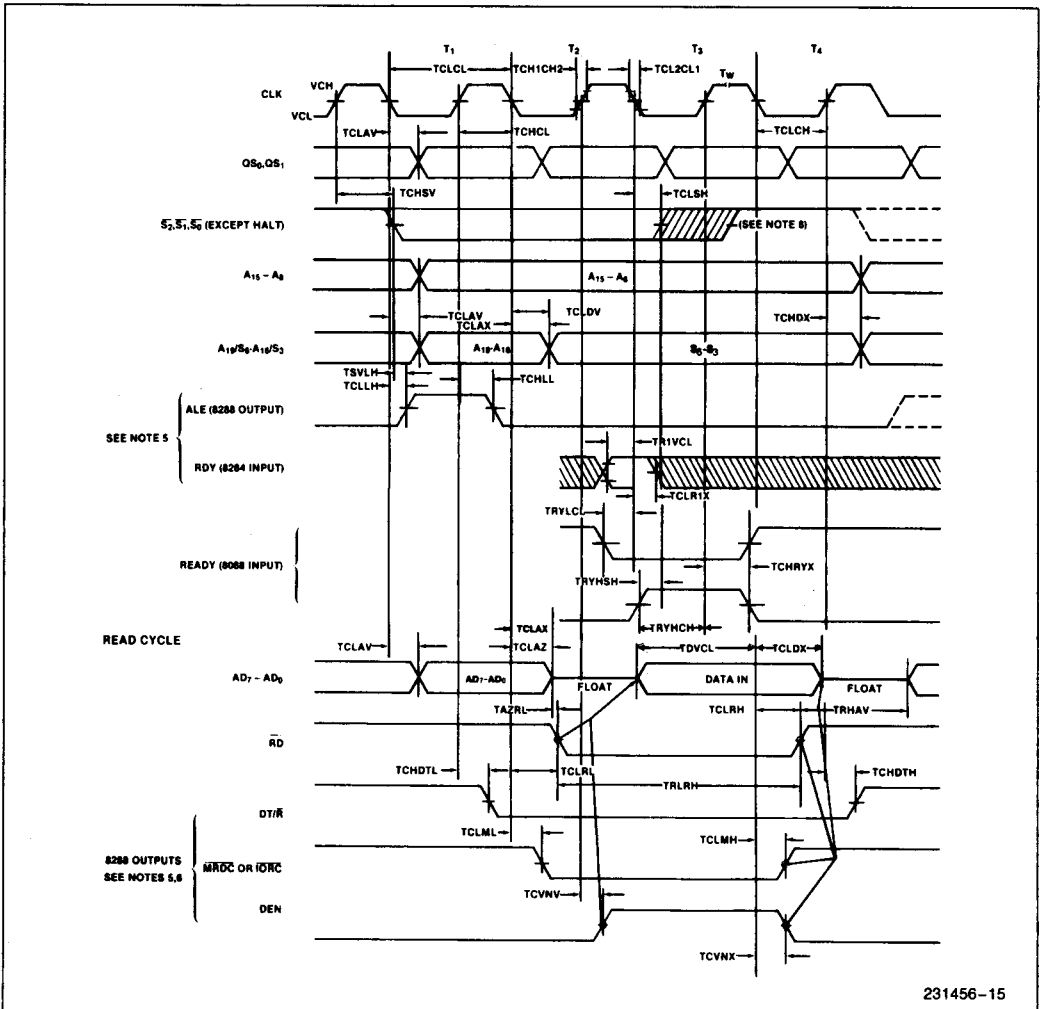 T1 T2 T3 T4
TCLCL TCH1CH2 TCL2CL1
TW
CLK VCH
VCL
TCLAV TCHCL TCLCH
QS0,QS1
TCHSV TCLSH
S2,S1,S0 (EXCEPT HALT) (SEE NOTE 8)
A15 – A8 A15 – A8
TCLAV TCLDV TCHDX
TCLAX
A19/S6-A16/S3 A19-A16 S6-S3
TSVLH
TCLLH TCHLL
ALE (8288 OUTPUT)
SEE NOTE 5
TR1VCL
RDY (8284 INPUT)
TCLR1X
TRYLCL
READY (8088 INPUT)
TCHRYX
TRYHSH
TRYHCH
READ CYCLE
TCLAX
TCLAV TCLAZ TDVCL TCLDX
AD7 – AD0 AD7-AD0 FLOAT DATA IN FLOAT
TAZRL TCLRH TRHAV
RD
TCHDTL TCLRL TRLRH TCHDTH
DT/R
TCLML TCLMH
8288 OUTPUTS
SEE NOTES 5,6
MRDC OR IORC
TCVNV
DEN
TCVNX
231456–15